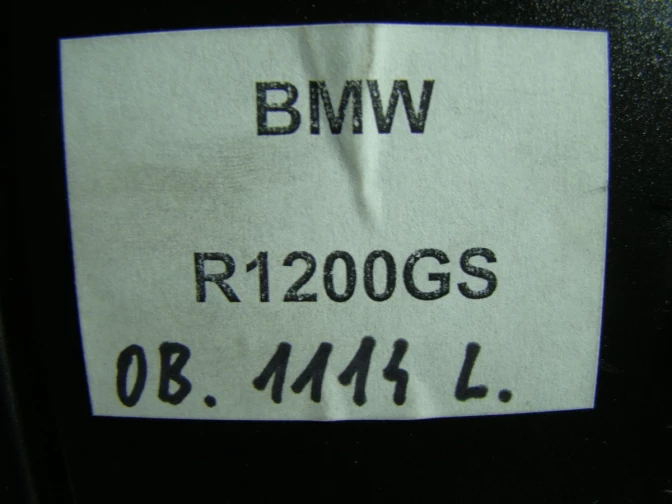 BMW
R1200GS
OB. 1114 L.